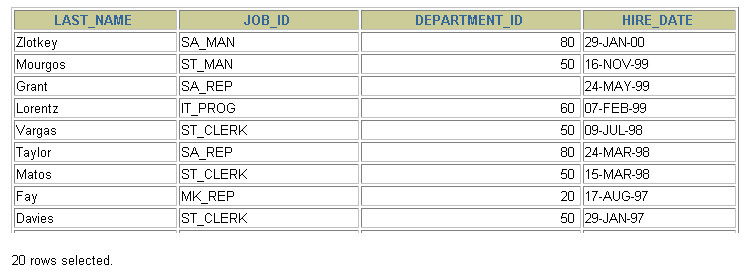 LAST_NAME JOB_ID DEPARTMENT_ID HIRE_DATE
Zlotkey SA_MAN 80 29-JAN-00
Mourgos ST_MAN 50 16-NOV-99
Grant SA_REP 24-MAY-99
Lorentz IT_PROG 60 07-FEB-99
Vargas ST_CLERK 50 09-JUL-98
Taylor SA_REP 80 24-MAR-98
Matos ST_CLERK 50 15-MAR-98
Fay MK_REP 20 17-AUG-97
Davies ST_CLERK 50 29-JAN-97
20 rows selected.